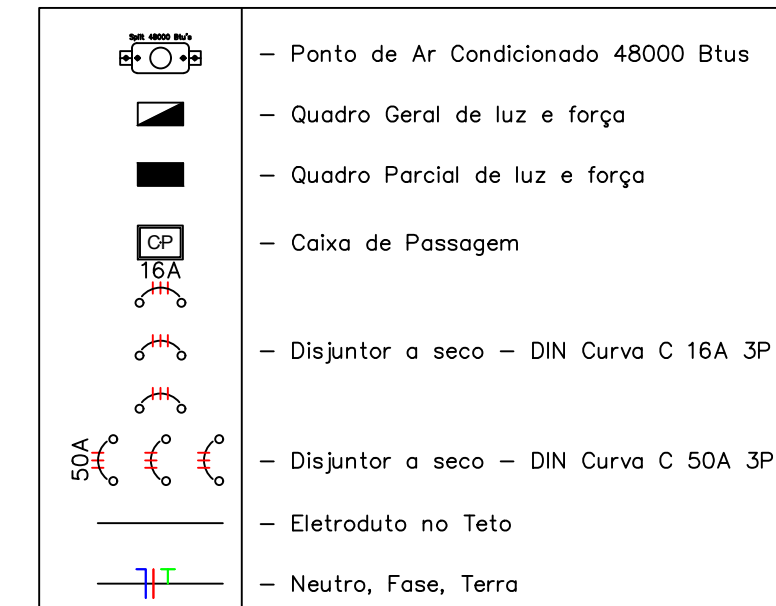 Split 48000 Btu's
– Ponto de Ar Condicionado 48000 Btus
– Quadro Geral de luz e força
– Quadro Parcial de luz e força
CP
– Caixa de Passagem
16A
– Disjuntor a seco – DIN Curva C 16A 3P
50A
– Disjuntor a seco – DIN Curva C 50A 3P
– Eletroduto no Teto
– Neutro, Fase, Terra